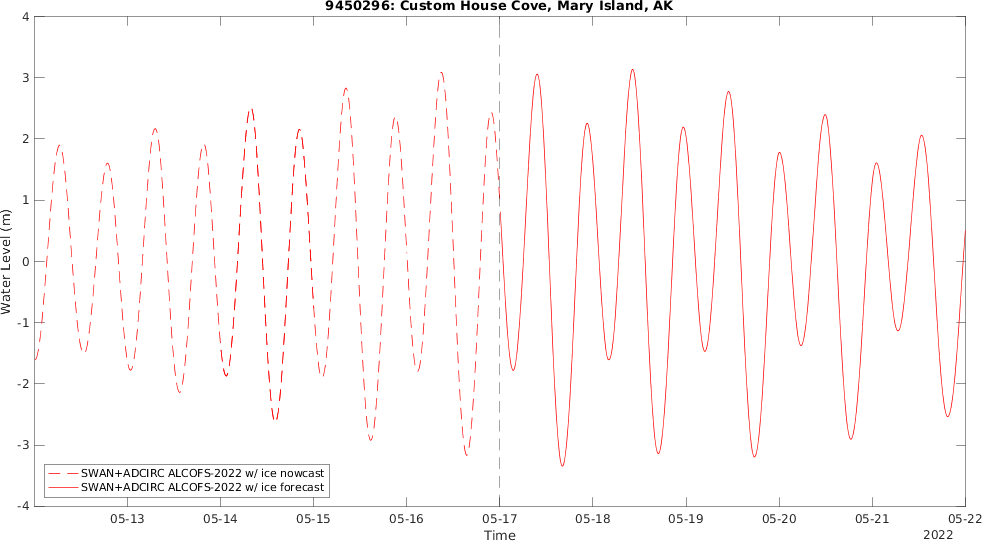 9450296: Custom House Cove, Mary Island, AK
Water Level (m)
4
3
2
1
0
-1
-2
-3
-4
SWAN+ADCIRC ALCOFS-2022 w/ ice nowcast
SWAN+ADCIRC ALCOFS-2022 w/ ice forecast
05-13 05-14 05-15 05-16 05-17 05-18 05-19 05-20 05-21 05-22
Time
2022